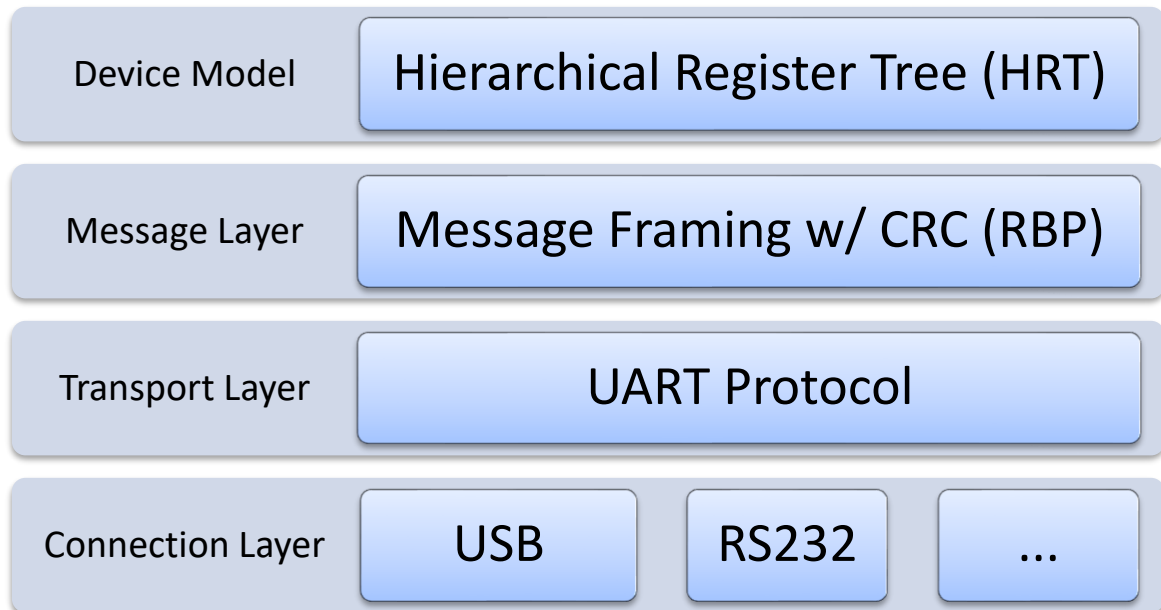 Device Model
Hierarchical Register Tree (HRT)
Message Layer
Message Framing w/ CRC (RBP)
Transport Layer
UART Protocol
Connection Layer
USB
RS232
...